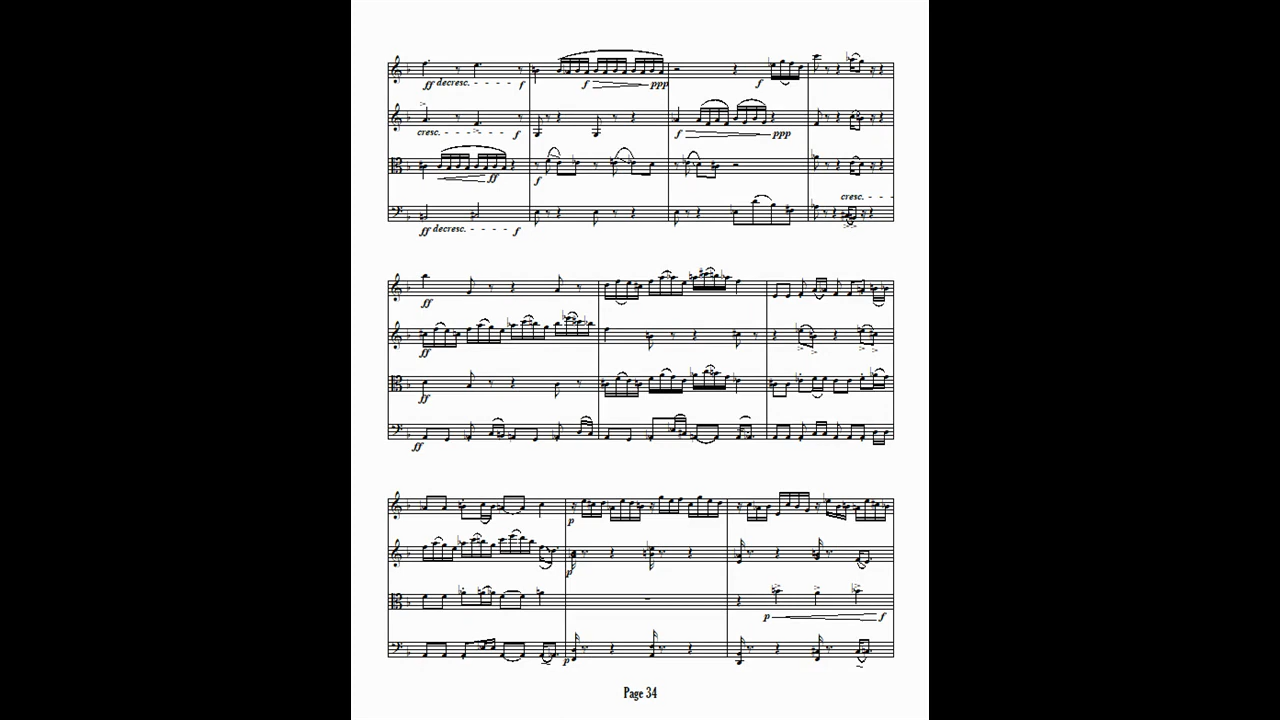 ff decresc. - - - - - f
f
ppp
f
cresc. - - - - - f
f
ppp
ff
f
cresc. - - -
ff decresc. - - - - - f
ff
ff
ff
ff
p
p
p
f
p
Page 34